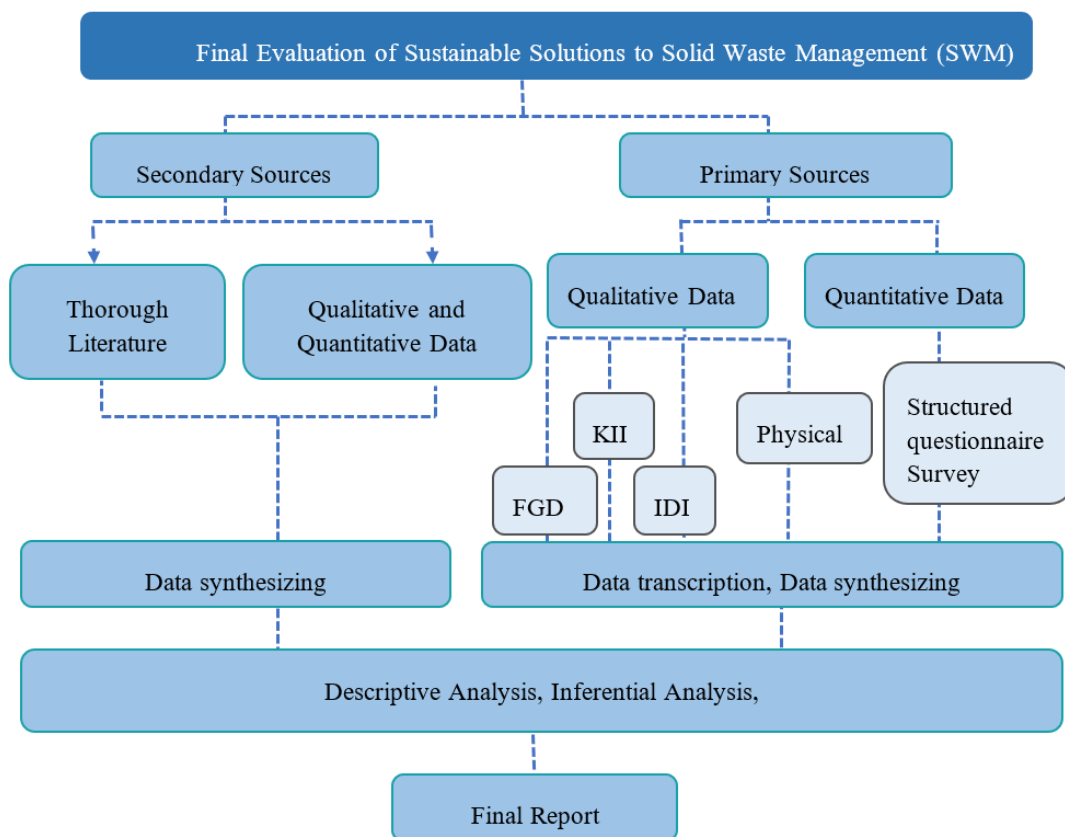 Final Evaluation of Sustainable Solutions to Solid Waste Management (SWM)
Secondary Sources
Primary Sources
Thorough
Literature
Qualitative and
Quantitative Data
Qualitative Data
Quantitative Data
FGD
KII
IDI
Physical
Structured
questionnaire
Survey
Data synthesizing
Data transcription, Data synthesizing
Descriptive Analysis, Inferential Analysis,
Final Report